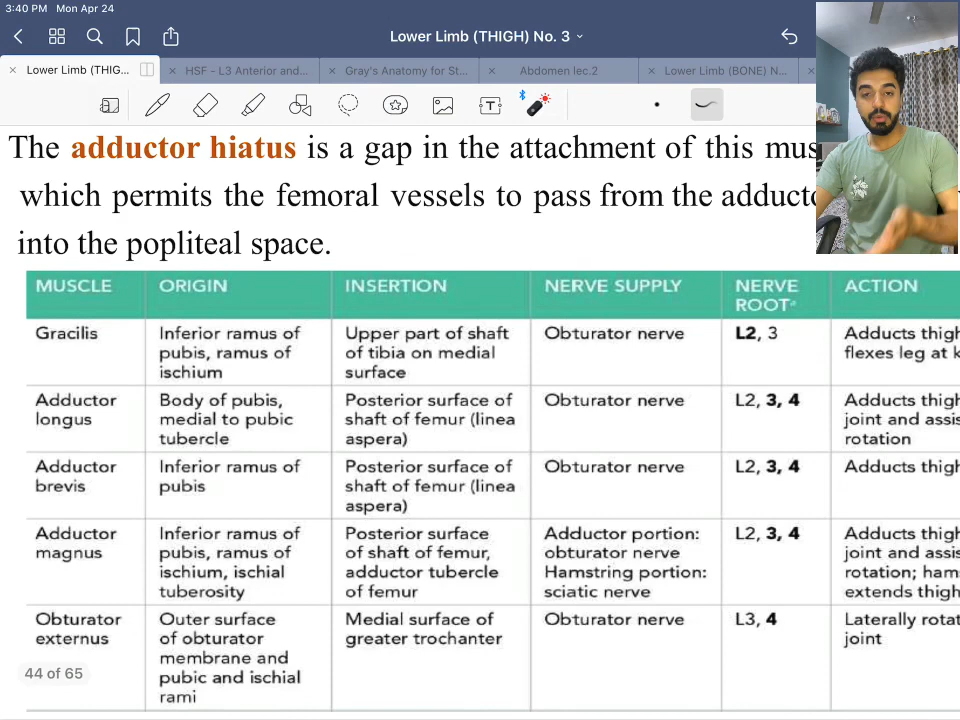 3:40 PM Mon Apr 24
Lower Limb (THIGH) No. 3
Lower Limb (THIG...
HSF - L3 Anterior and...
Gray's Anatomy for St...
Abdomen lec.2
Lower Limb (BONE) N...
The adductor hiatus is a gap in the attachment of this mus
which permits the femoral vessels to pass from the adducto
into the popliteal space.
MUSCLE ORIGIN INSERTION NERVE SUPPLY NERVE ROOT ACTION
Gracilis Inferior ramus of Upper part of shaft Obturator nerve L2, 3 Adducts thigh
pubis, ramus of of tibia on medial flexes leg at k
ischium surface
Adductor Body of pubis, Posterior surface of Obturator nerve L2, 3, 4 Adducts thigh
longus medial to pubic shaft of femur (linea joint and assis
tubercle aspera) rotation
Adductor Inferior ramus of Posterior surface of Obturator nerve L2, 3, 4 Adducts thigh
brevis pubis shaft of femur (linea
aspera)
Adductor Inferior ramus of Posterior surface Adductor portion: L2, 3, 4 Adducts thigh
magnus pubis, ramus of of shaft of femur, obturator nerve joint and assis
ischium, ischial adductor tubercle Hamstring portion: rotation; ham
tuberosity of femur sciatic nerve extends thigh
Obturator Outer surface Medial surface of Obturator nerve L3, 4 Laterally rotat
externus of obturator greater trochanter joint
membrane and
pubic and ischial
rami
44 of 65